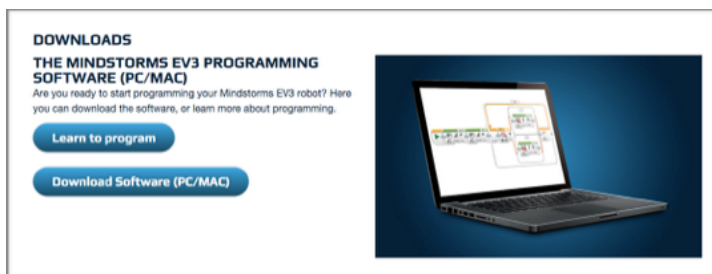 DOWNLOADS
THE MINDSTORMS EV3 PROGRAMMING
SOFTWARE (PC/MAC)
Are you ready to start programming your Mindstorms EV3 robot? Here
you can download the software, or learn more about programming.
Learn to program
Download Software (PC/MAC)